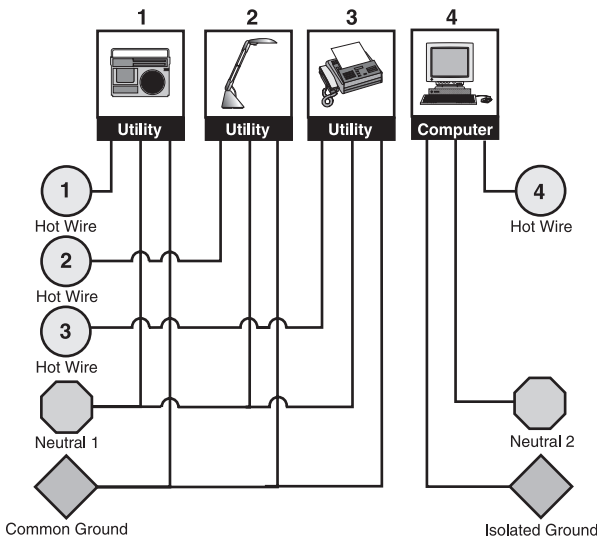 1 2 3 4
Utility Utility Utility Computer
1 4
Hot Wire Hot Wire
2
Hot Wire
3
Hot Wire
Neutral 1 Neutral 2
Common Ground Isolated Ground